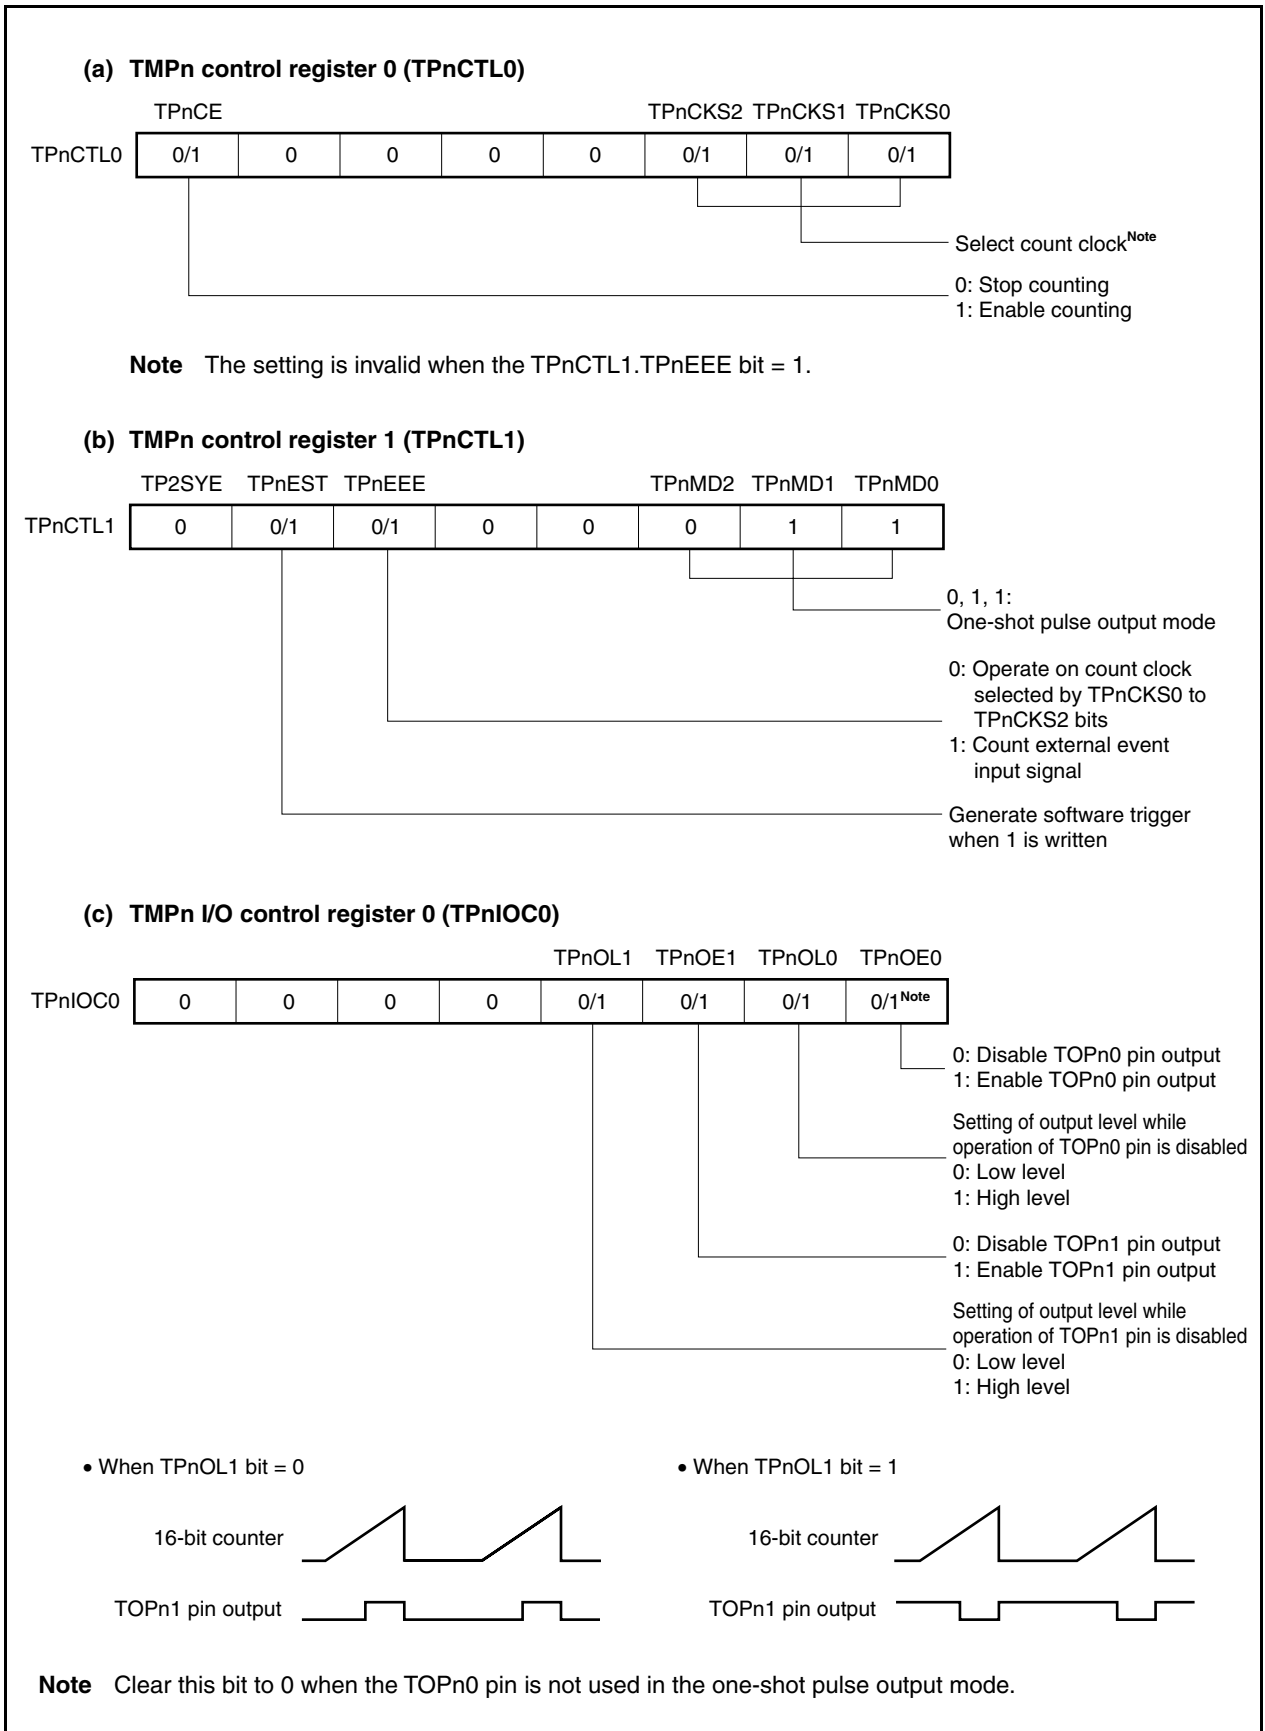 (a) TMPn control register 0 (TPnCTL0)
TPnCE TPnCKS2 TPnCKS1 TPnCKS0
TPnCTL0 0/1 0 0 0 0 0/1 0/1 0/1
Select count clockNote
0: Stop counting
1: Enable counting
Note The setting is invalid when the TPnCTL1.TPnEEE bit = 1.
(b) TMPn control register 1 (TPnCTL1)
TP2SYE TPnEST TPnEEE TPnMD2 TPnMD1 TPnMD0
TPnCTL1 0 0/1 0/1 0 0 0 1 1
0, 1, 1:
One-shot pulse output mode
0: Operate on count clock
selected by TPnCKS0 to
TPnCKS2 bits
1: Count external event
input signal
Generate software trigger
when 1 is written
(c) TMPn I/O control register 0 (TPnIOC0)
TPnOL1 TPnOE1 TPnOL0 TPnOE0
TPnIOC0 0 0 0 0 0/1 0/1 0/1 0/1Note
0: Disable TOPn0 pin output
1: Enable TOPn0 pin output
Setting of output level while
operation of TOPn0 pin is disabled
0: Low level
1: High level
0: Disable TOPn1 pin output
1: Enable TOPn1 pin output
Setting of output level while
operation of TOPn1 pin is disabled
0: Low level
1: High level
• When TPnOL1 bit = 0 • When TPnOL1 bit = 1
16-bit counter 16-bit counter
TOPn1 pin output TOPn1 pin output
Note Clear this bit to 0 when the TOPn0 pin is not used in the one-shot pulse output mode.